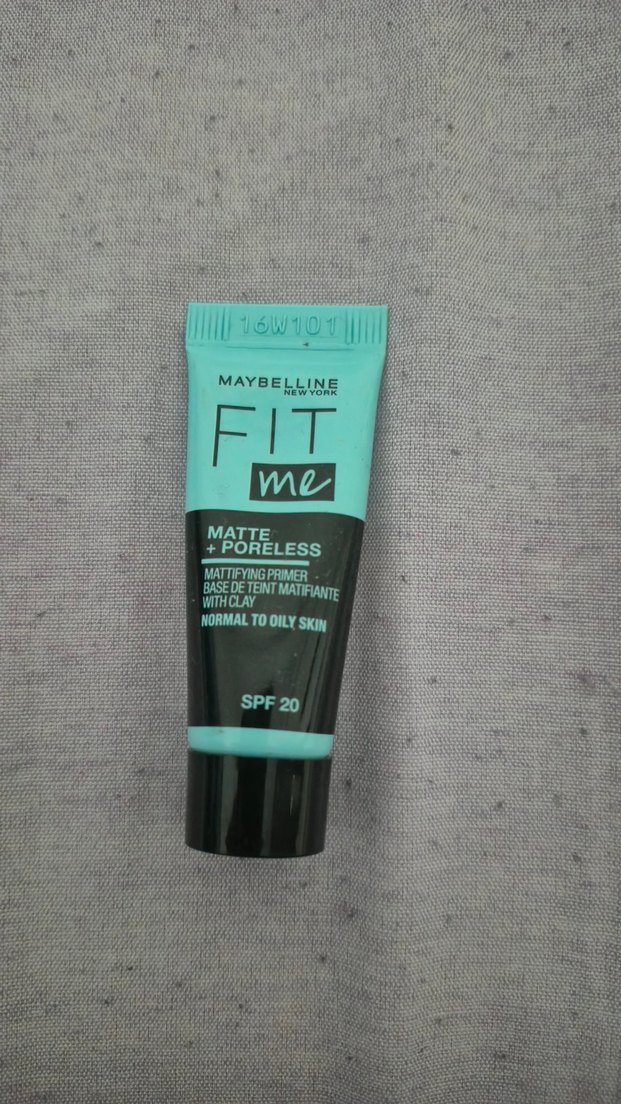 16W101
MAYBELLINE
NEW YORK
FIT
me
MATTE
+ PORELESS
MATTIFYING PRIMER
BASE DE TEINT MATIFIANTE
WITH CLAY
NORMAL TO OILY SKIN
SPF 20